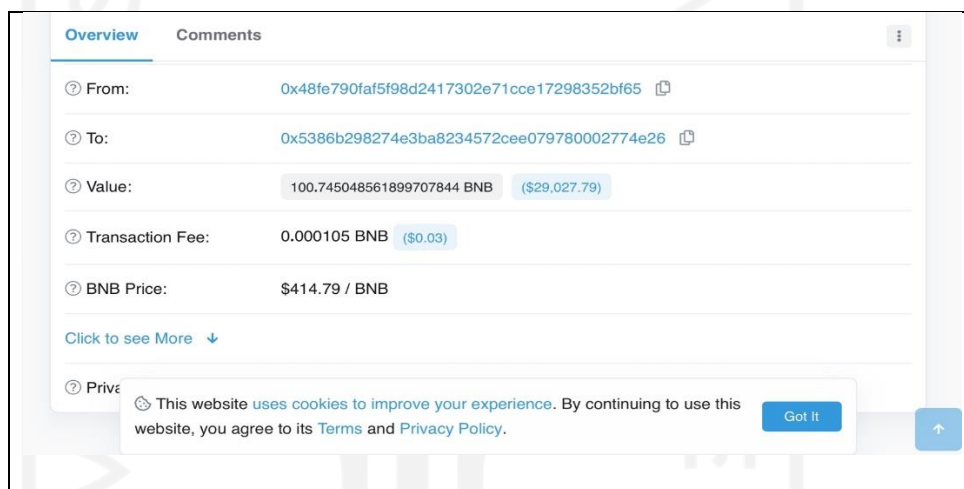 Overview Comments
From: 0x48fe790faf5f98d2417302e71cce17298352bf65
To: 0x5386b298274e3ba8234572cee079780002774e26
Value: 100.745048561899707844 BNB ($29,027.79)
Transaction Fee: 0.000105 BNB ($0.03)
BNB Price: $414.79 / BNB
Click to see More
Priva
This website uses cookies to improve your experience. By continuing to use this
website, you agree to its Terms and Privacy Policy.
Got It